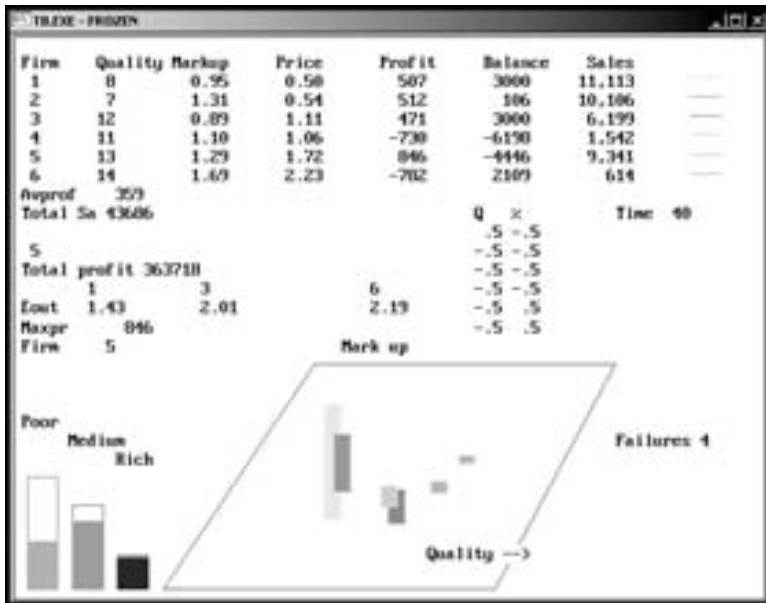 TB.EXE - FROZEN
Firm Quality Markup Price Profit Balance Sales
1 8 0.95 0.50 507 3000 11,113
2 7 1.31 0.54 512 106 10,106
3 12 0.89 1.11 471 3000 6,199
4 11 1.10 1.06 -730 -6190 1,542
5 13 1.29 1.72 846 -4446 9,341
6 14 1.69 2.23 -702 2109 614
Avprof 359
Total Sa 43606 Q % Time 40
.5 -.5
5 -.5 -.5
Total profit 363718 -.5 -.5
1 3 6 -.5 -.5
Eout 1.43 2.01 2.19 -.5 .5
Maxpr 846 -.5 .5
Firm 5 Mark up
Poor
Medium
Rich
Failures 4
Quality -->